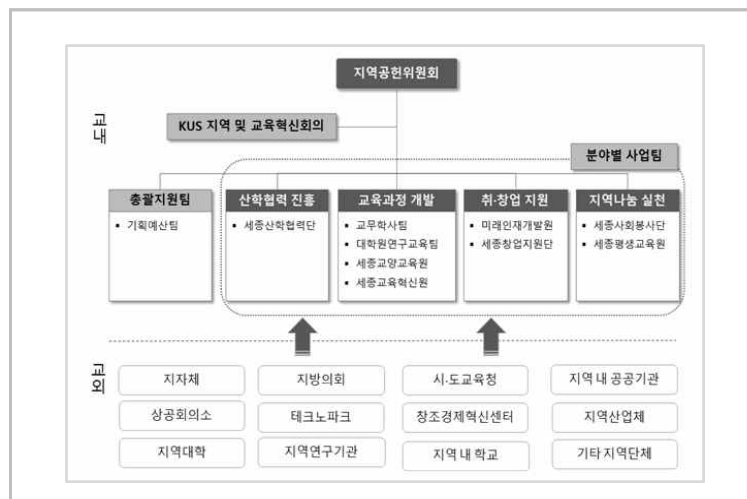 지역공헌위원회
교내
KUS 지역 및 교육혁신회의
분야별 사업팀
총괄지원팀
▪ 기획예산팀
산학협력 진흥
▪ 세종산학협력단
교육과정 개발
▪ 교무학사팀
▪ 대학원연구교육팀
▪ 세종교양교육원
▪ 세종교육혁신원
취·창업 지원
▪ 미래인재개발원
▪ 세종창업지원단
지역나눔 실천
▪ 세종사회봉사단
▪ 세종평생교육원
교외
지자체
지방의회
시·도교육청
지역 내 공공기관
상공회의소
테크노파크
창조경제혁신센터
지역산업체
지역대학
지역연구기관
지역 내 학교
기타 지역단체